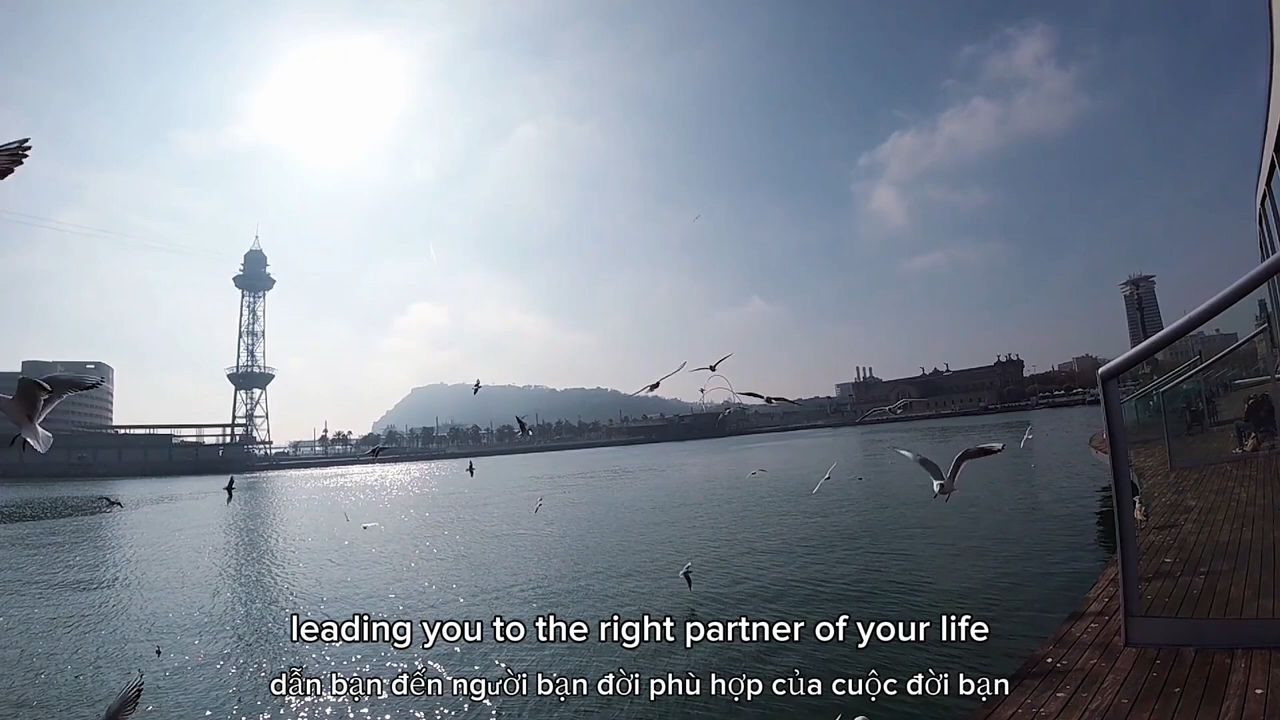 leading you to the right partner of your life
dẫn bạn đến người bạn đời phù hợp của cuộc đời bạn